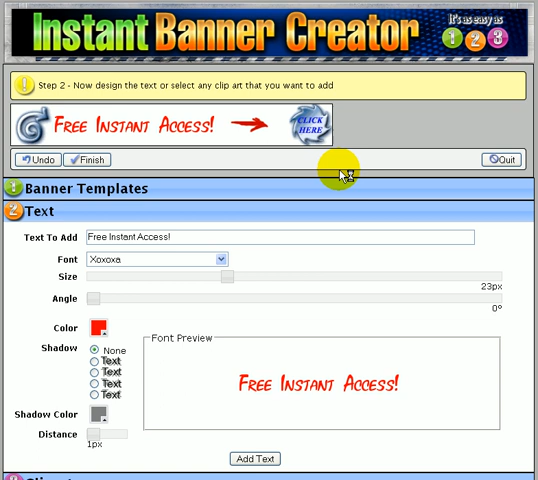 Instant Banner Creator
It's as easy as
1 2 3
Step 2 - Now design the text or select any clip art that you want to add
Free Instant Access!
CLICK
HERE
Undo Finish Quit
1 Banner Templates
2 Text
Text To Add Free Instant Access!
Font Xoxoxa
Size
23px
Angle
0°
Color
Shadow None
Text
Text
Text
Text
Font Preview
Free Instant Access!
Shadow Color
Distance
1px
Add Text